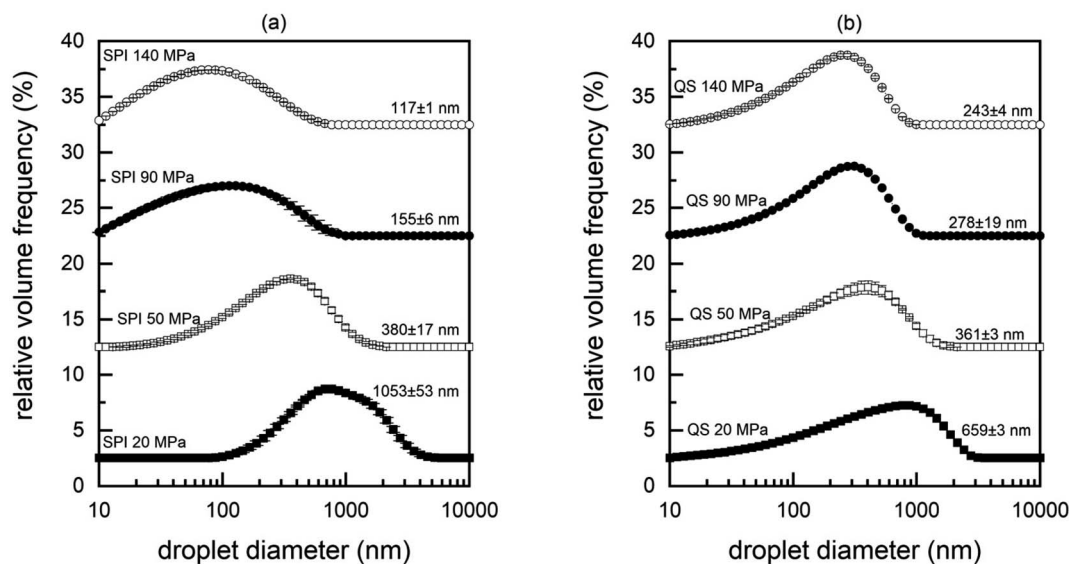 (a)
relative volume frequency (%)
40
35
30
25
20
15
10
5
0
SPI 140 MPa
117±1 nm
SPI 90 MPa
155±6 nm
SPI 50 MPa
380±17 nm
1053±53 nm
SPI 20 MPa
10
100
1000
10000
droplet diameter (nm)
(b)
relative volume frequency (%)
40
35
30
25
20
15
10
5
0
QS 140 MPa
243±4 nm
QS 90 MPa
278±19 nm
QS 50 MPa
361±3 nm
QS 20 MPa
659±3 nm
10
100
1000
10000
droplet diameter (nm)